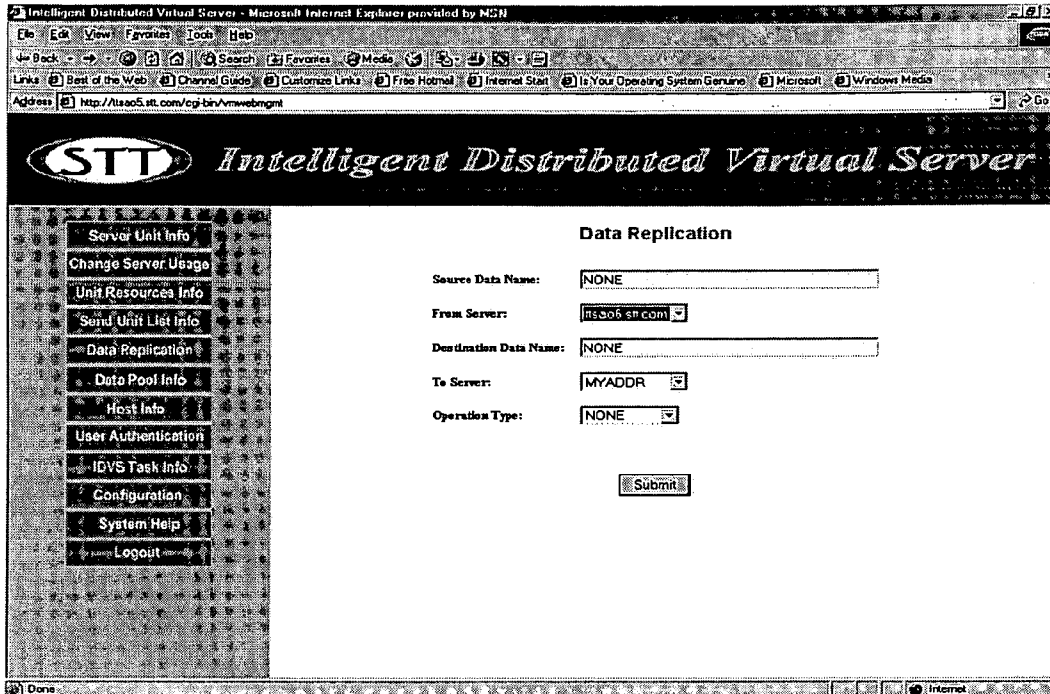 Intelligent Distributed Virtual Server - Microsoft Internet Explorer provided by MSN
File Edit View Favorites Tools Help
Back Search Favorites Media
Links Best of the Web Channel Guide Customize Links Free Hotmail Internet Start Is Your Operating System Genuine Microsoft Windows Media
Address http://ttsao5.stt.com/cgi-bin/vmwebmgmt Go
STT Intelligent Distributed Virtual Server
Server Unit Info
Change Server Usage
Unit Resources Info
Send Unit List Info
Data Replication
Data Pool Info
Host Info
User Authentication
IDVS Task Info
Configuration
System Help
Logout
Data Replication
Source Data Name: NONE
From Server: ttsao6.stt.com
Destination Data Name: NONE
To Server: MYADDR
Operation Type: NONE
Submit
Done Internet